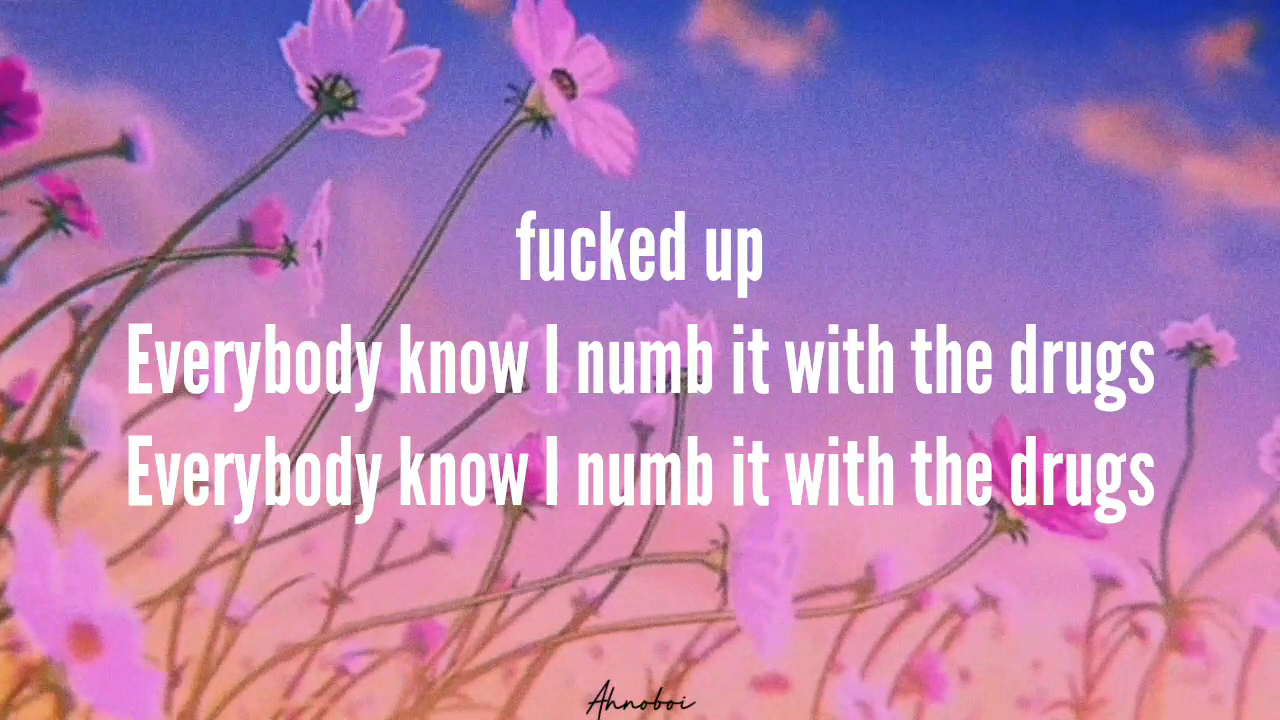 fucked up
Everybody know I numb it with the drugs
Everybody know I numb it with the drugs
Ahnoboi